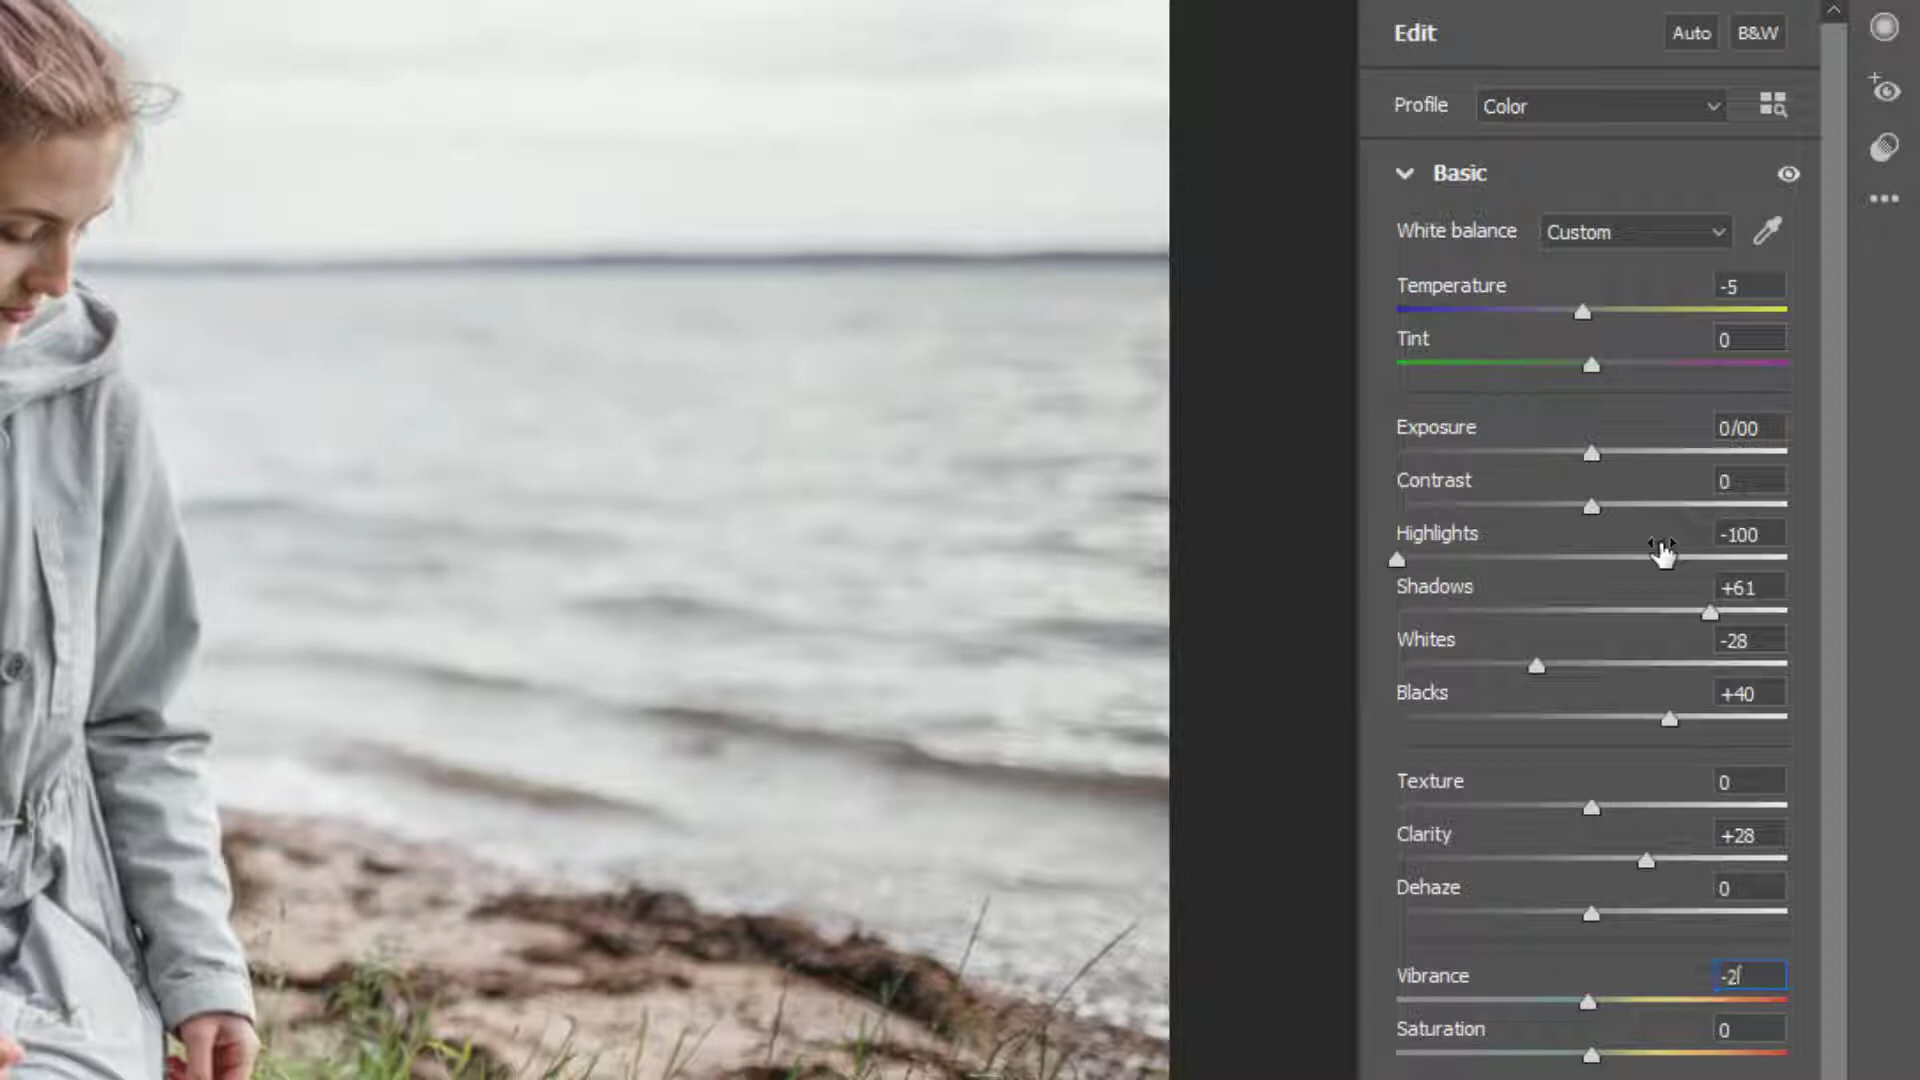 Edit Auto B&W
Profile Color
Basic
White balance Custom
Temperature -5
Tint 0
Exposure 0/00
Contrast 0
Highlights -100
Shadows +61
Whites -28
Blacks +40
Texture 0
Clarity +28
Dehaze 0
Vibrance -2
Saturation 0